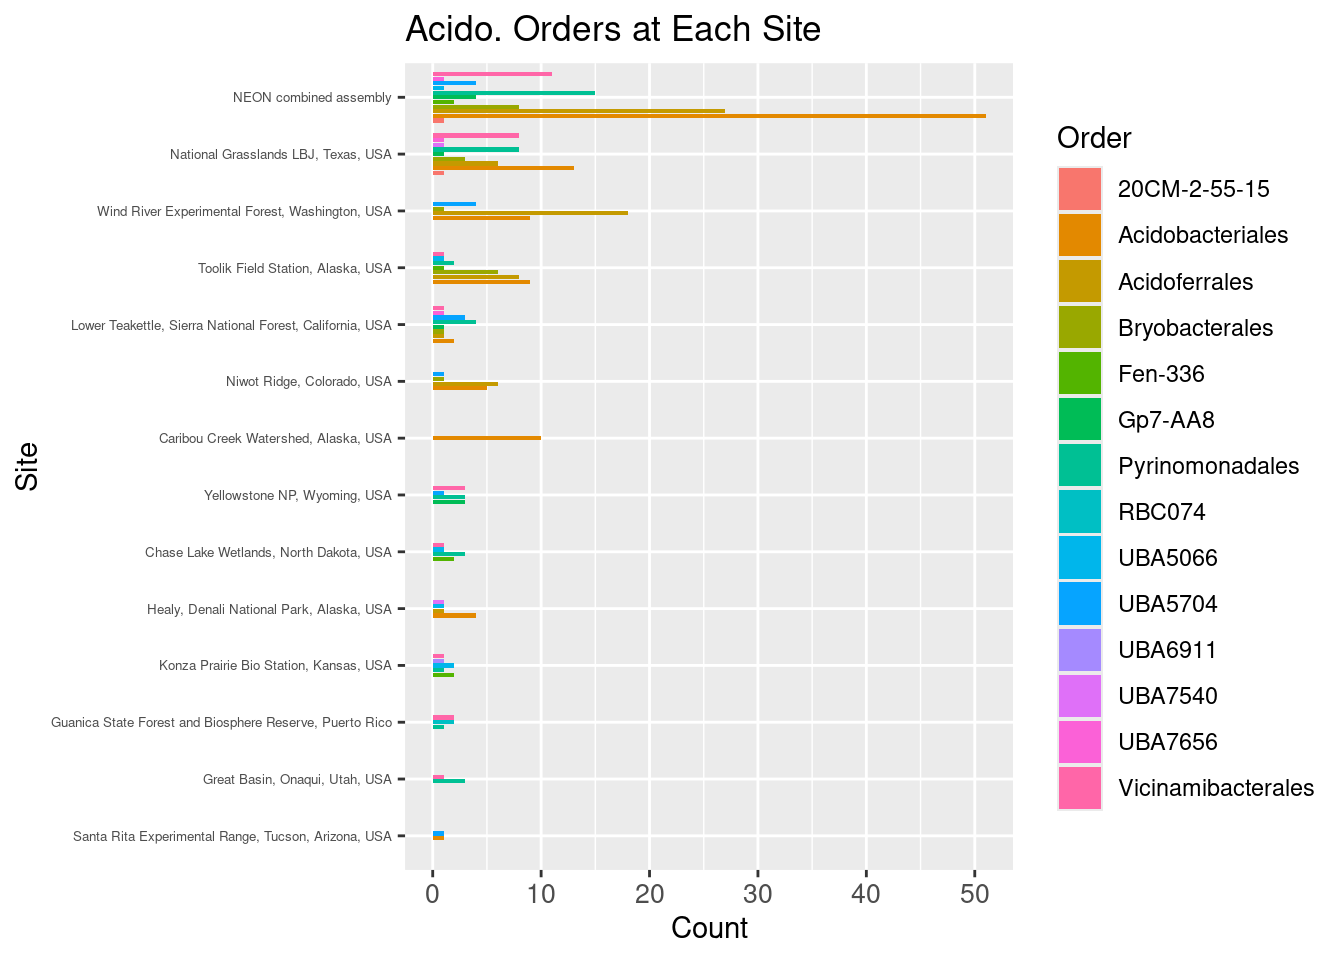 Acido. Orders at Each Site
Site
NEON combined assembly
National Grasslands LBJ, Texas, USA
Wind River Experimental Forest, Washington, USA
Toolik Field Station, Alaska, USA
Lower Teakettle, Sierra National Forest, California, USA
Niwot Ridge, Colorado, USA
Caribou Creek Watershed, Alaska, USA
Yellowstone NP, Wyoming, USA
Chase Lake Wetlands, North Dakota, USA
Healy, Denali National Park, Alaska, USA
Konza Prairie Bio Station, Kansas, USA
Guanica State Forest and Biosphere Reserve, Puerto Rico
Great Basin, Onaqui, Utah, USA
Santa Rita Experimental Range, Tucson, Arizona, USA
0 10 20 30 40 50
Count
Order
20CM-2-55-15
Acidobacteriales
Acidoferrales
Bryobacterales
Fen-336
Gp7-AA8
Pyrinomonadales
RBC074
UBA5066
UBA5704
UBA6911
UBA7540
UBA7656
Vicinamibacterales